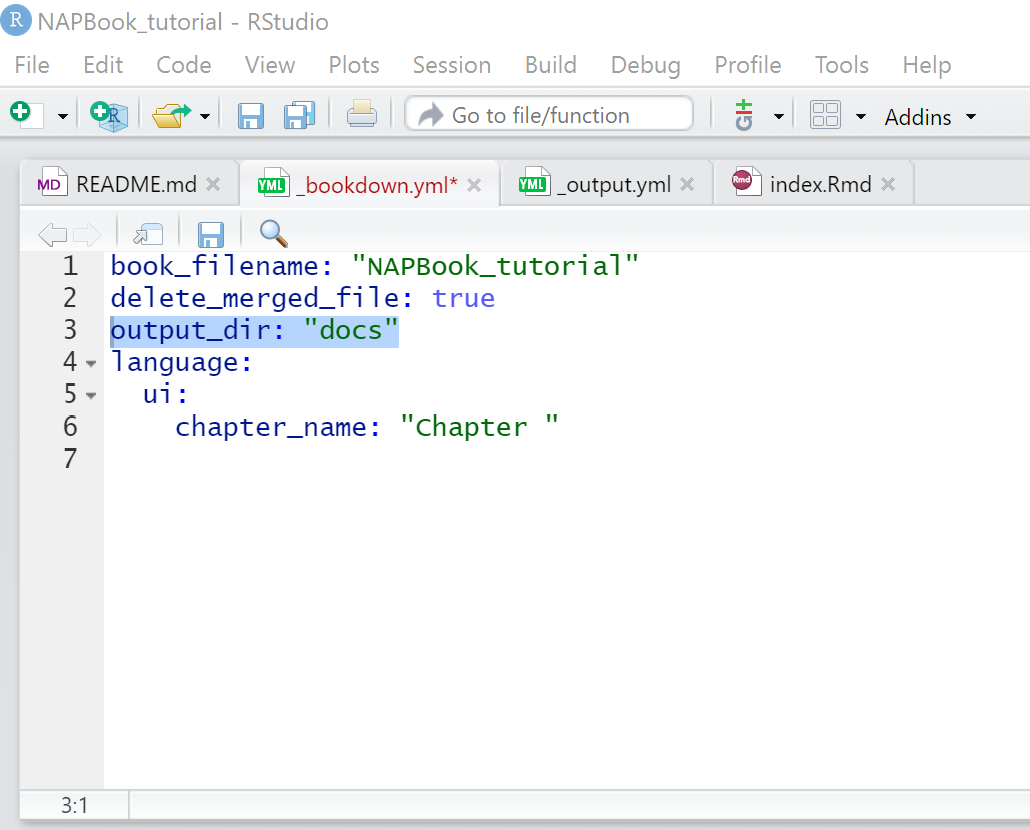 R NAPBook_tutorial - RStudio
File Edit Code View Plots Session Build Debug Profile Tools Help
R Go to file/function Addins
MD README.md YML _bookdown.yml* YML _output.yml Rmd index.Rmd
1 book_filename: "NAPBook_tutorial"
2 delete_merged_file: true
3 output_dir: "docs"
4 language:
5   ui:
6     chapter_name: "Chapter "
7
3:1